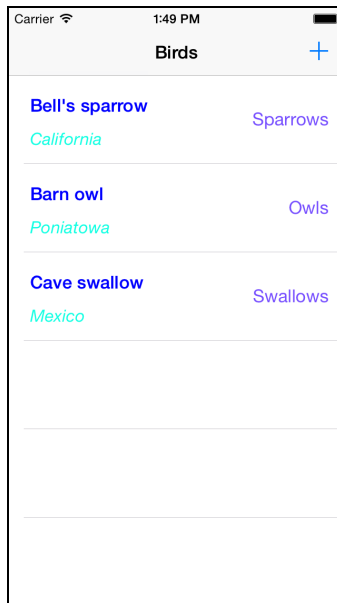 Carrier 1:49 PM
Birds +
Bell's sparrow
Sparrows
California
Barn owl
Owls
Poniatowa
Cave swallow
Swallows
Mexico